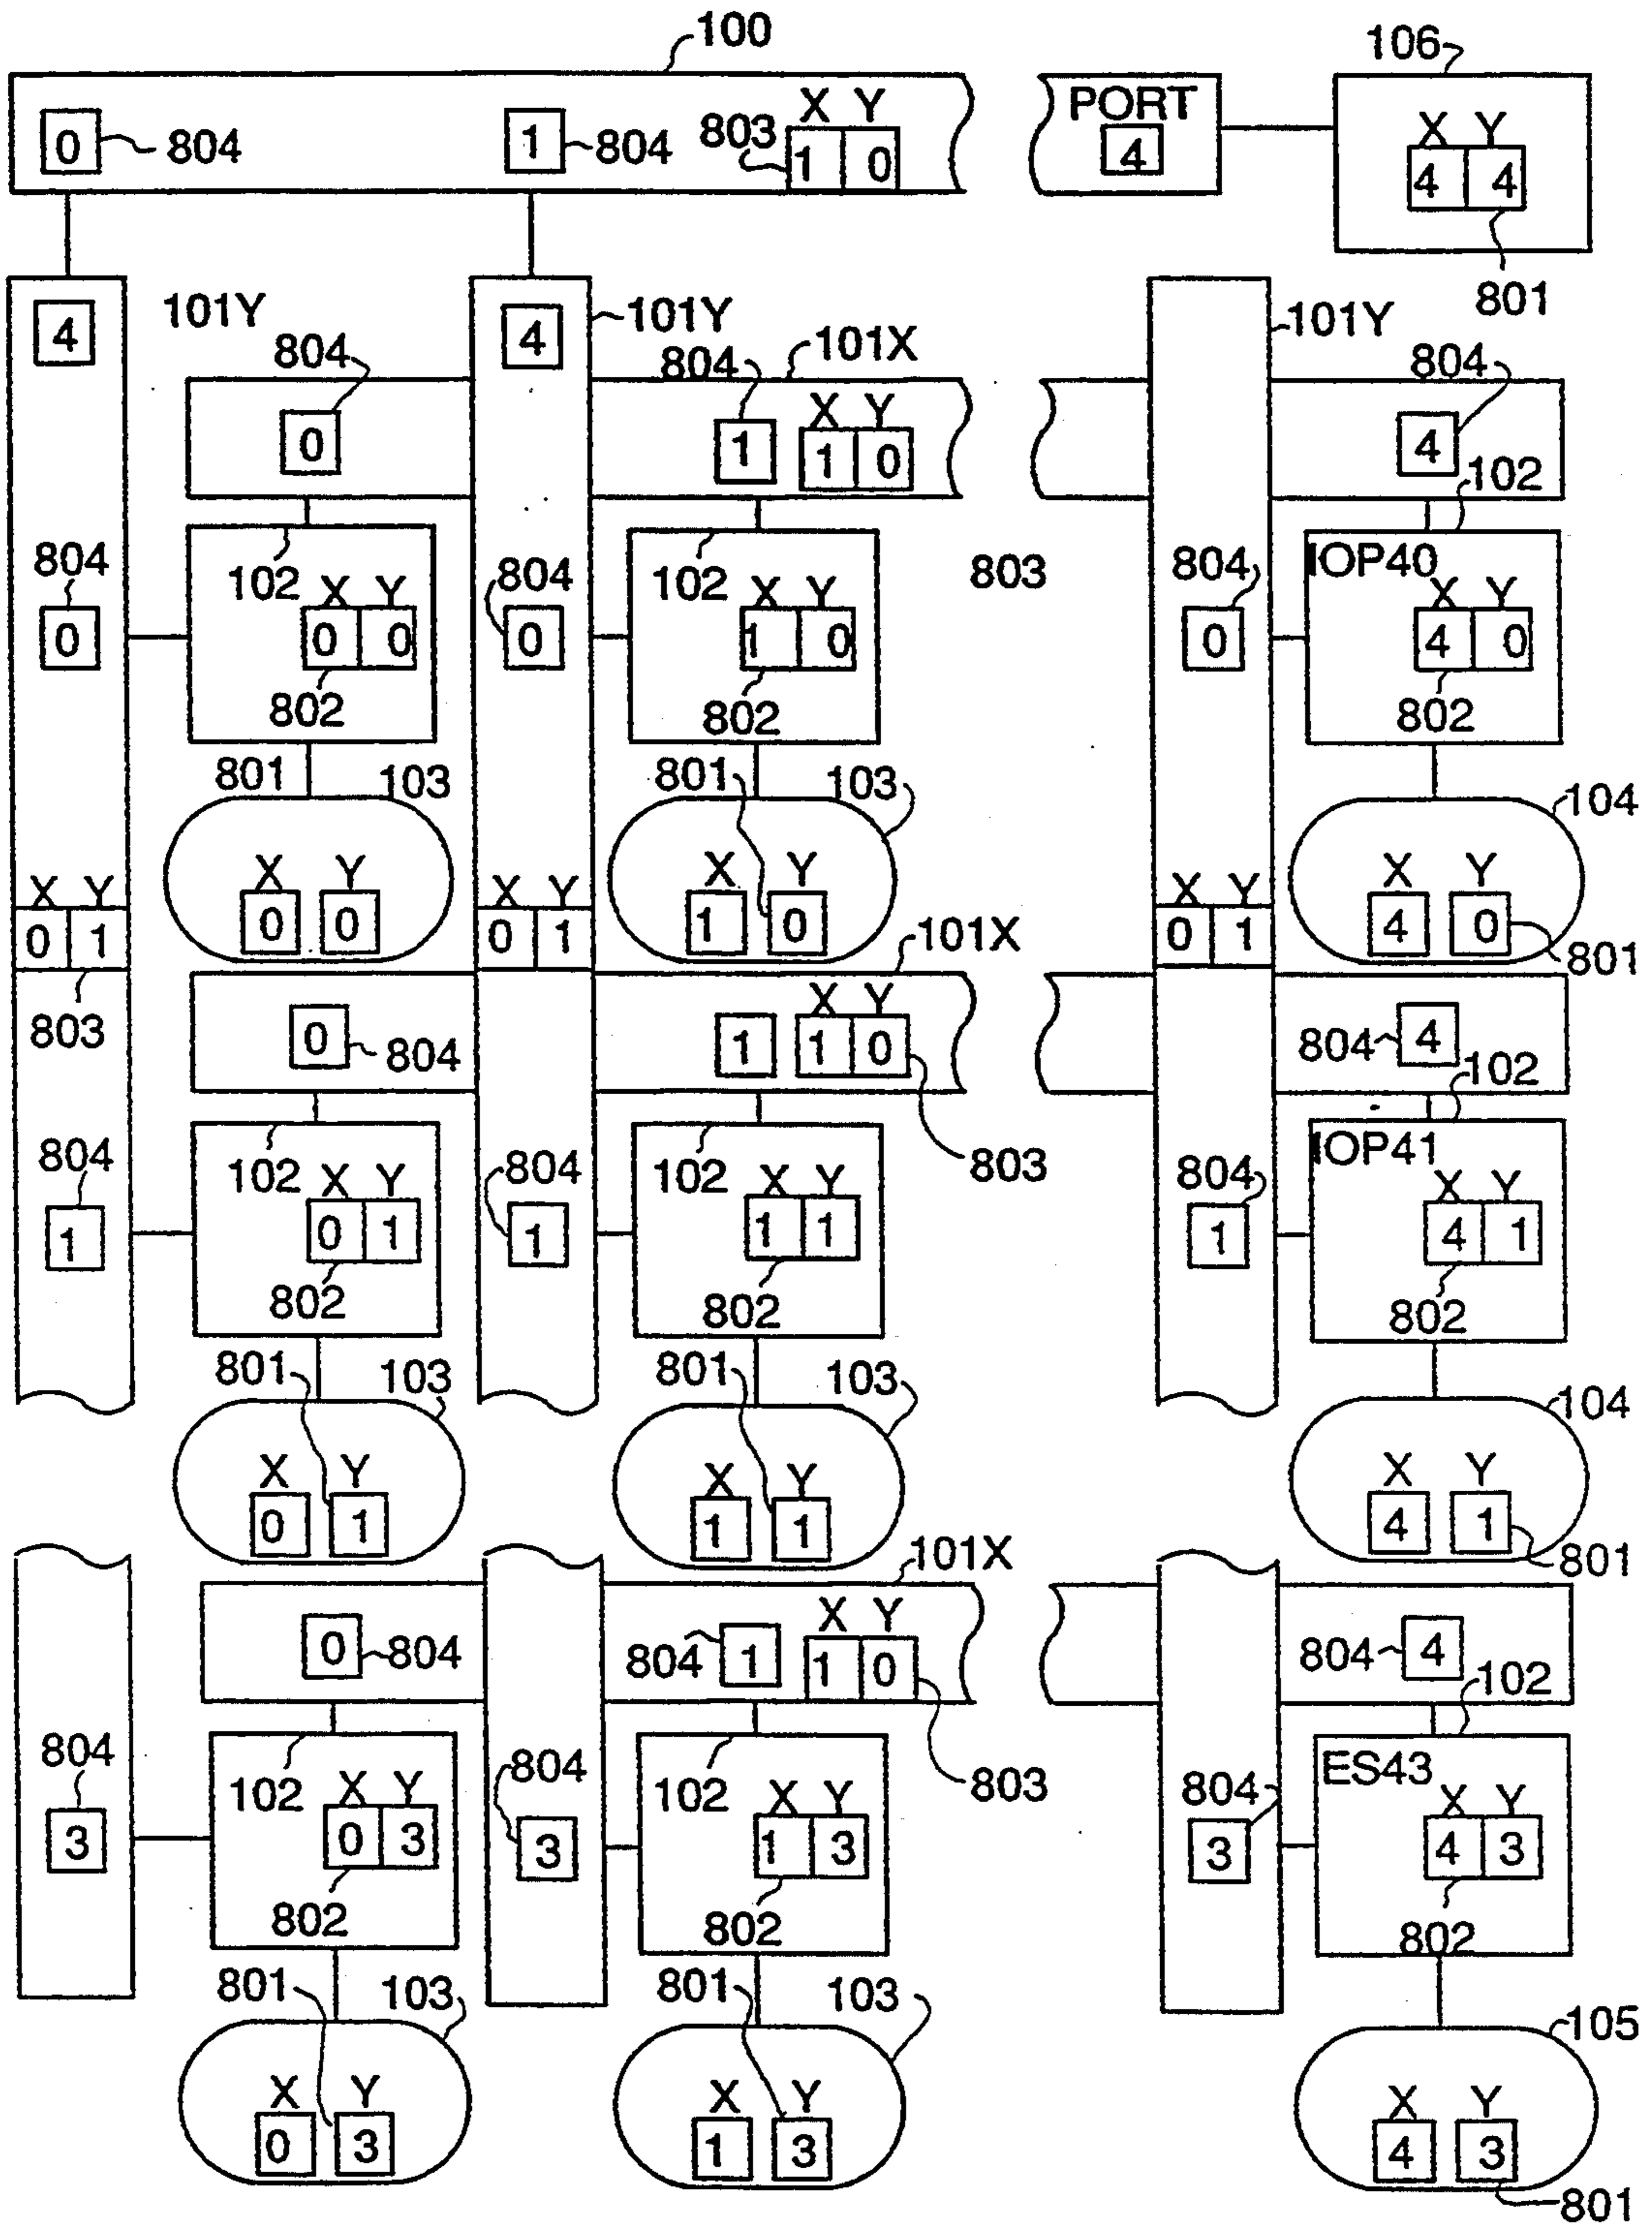 100
106
PORT
X Y
X Y
0 804 1 804 803 1 0 4 4 4
801
4 101Y 4 101Y 101Y
804 804 101X 804
X Y
0 1 1 0 4
102
804 102 804 102 803 804 IOP40
X Y X Y X Y
0 0 0 0 1 0 0 4 0
802 802 802
801 103 801 103 104
X Y X Y X Y
X Y X Y X Y
0 1 0 0 0 1 1 0 0 1 4 0
101X 801
803 X Y
0 804 1 1 0 804 4
102
804 102 804 102 803 804 IOP41
X Y X Y X Y
1 0 1 1 1 1 1 4 1
802 802 802
801 103 801 103 104
X Y X Y X Y
0 1 1 1 4 1
101X 801
X Y
0 804 804 1 1 0 804 4
102
804 102 804 102 803 804 ES43
X Y X Y X Y
3 0 3 3 1 3 3 4 3
802 802 802
801 103 801 103 105
X Y X Y X Y
0 3 1 3 4 3
801